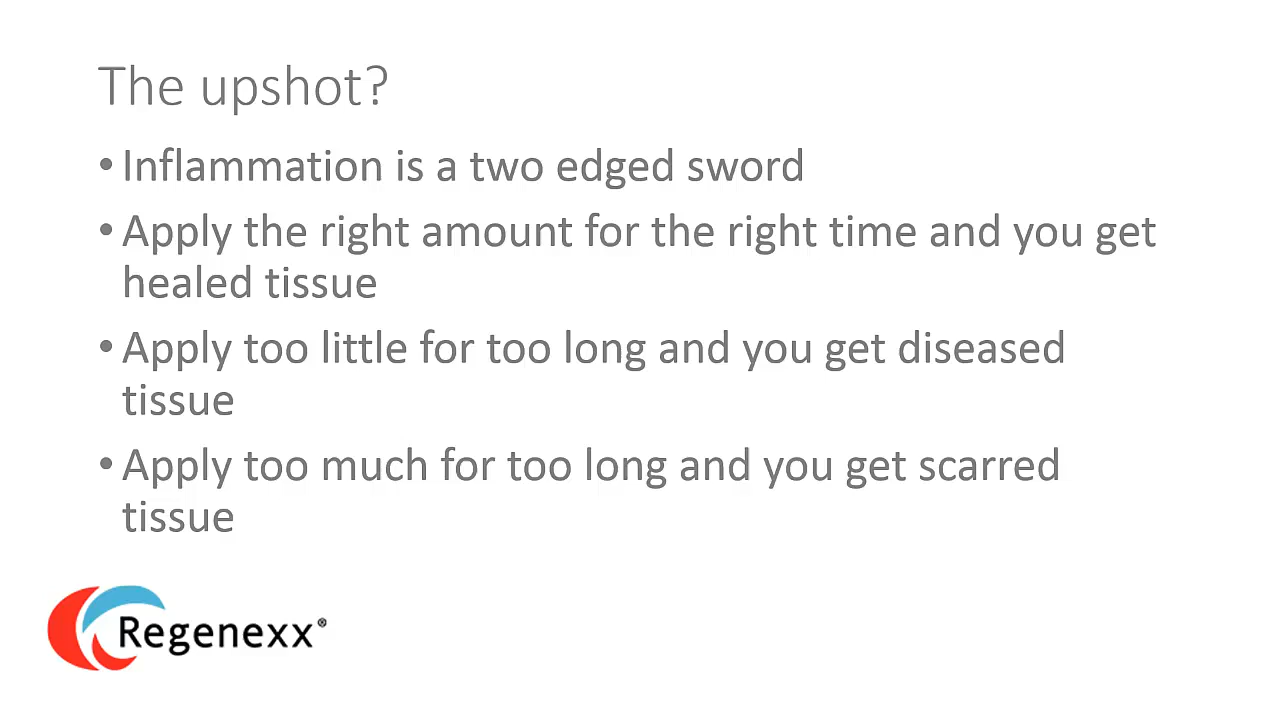 The upshot?
• Inflammation is a two edged sword
• Apply the right amount for the right time and you get
healed tissue
• Apply too little for too long and you get diseased
tissue
• Apply too much for too long and you get scarred
tissue
Regenexx®